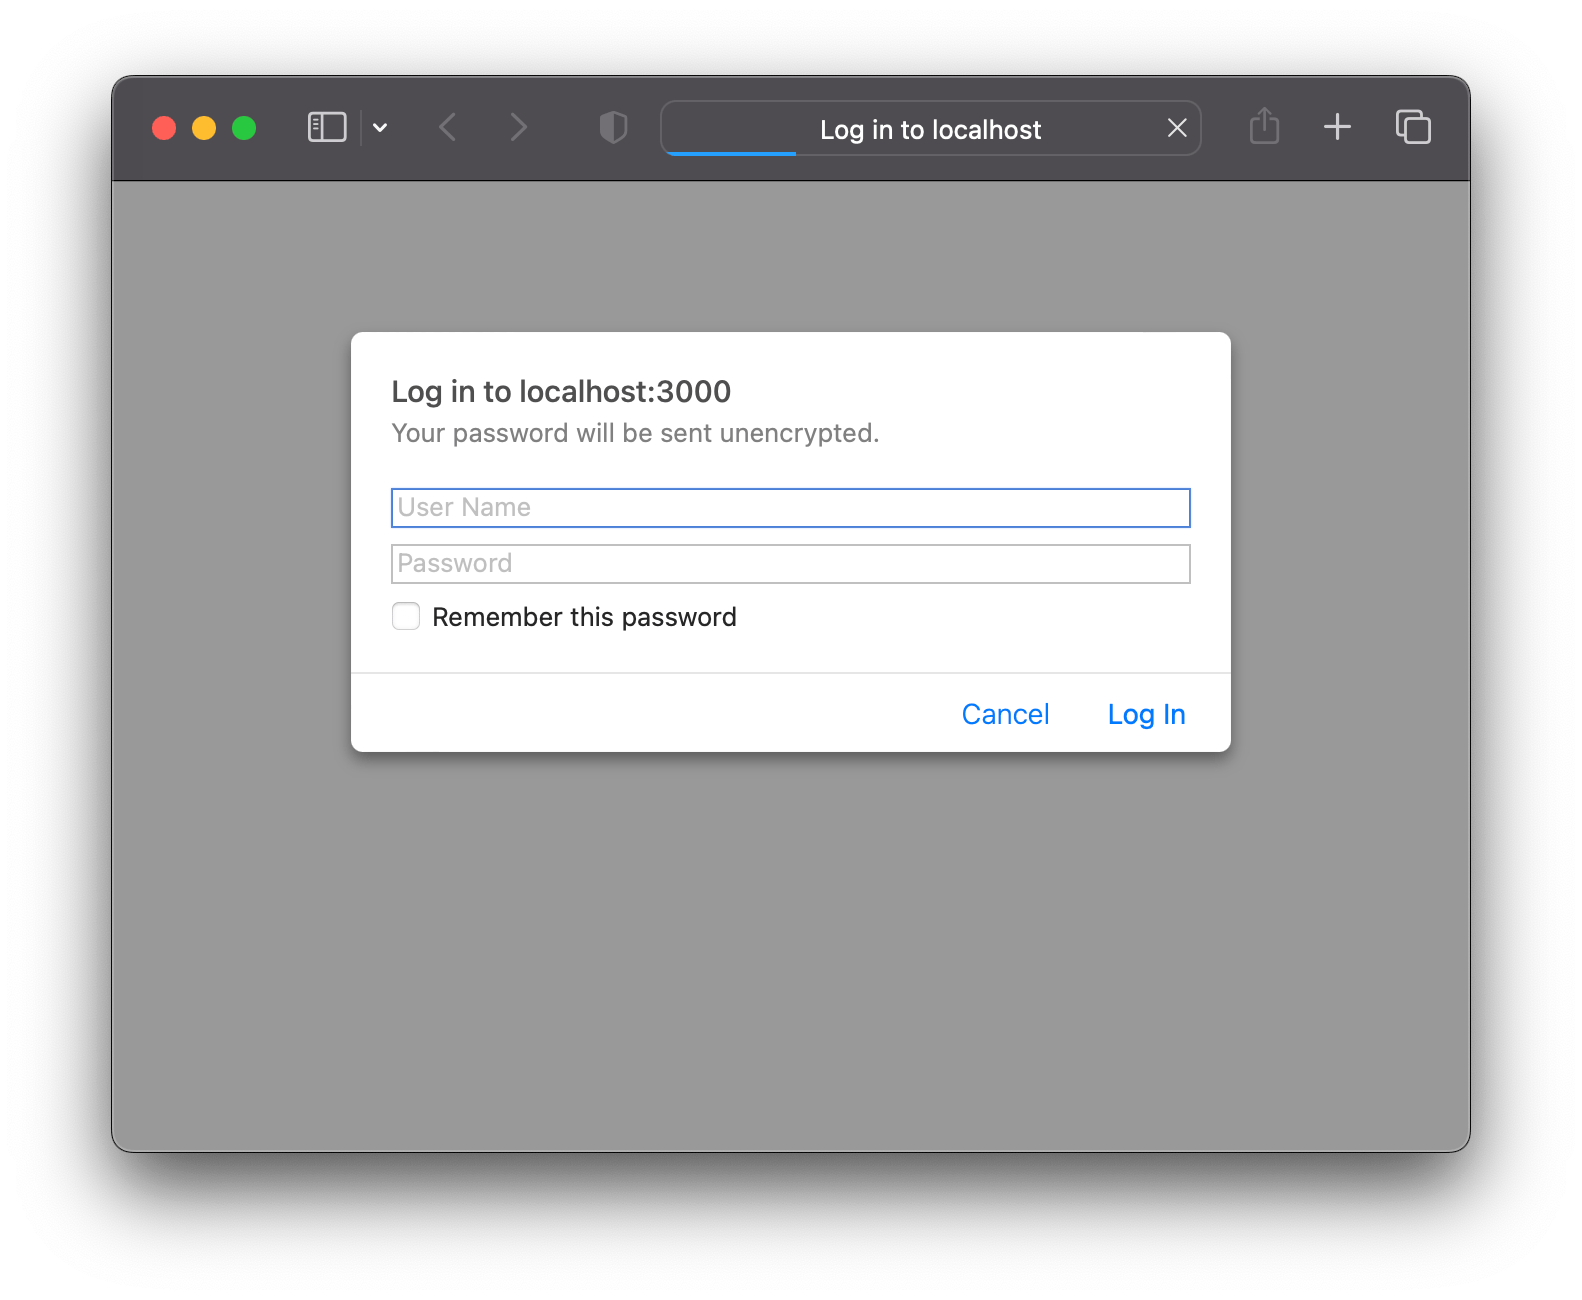 Log in to localhost
Log in to localhost:3000
Your password will be sent unencrypted.
User Name
Password
Remember this password
Cancel Log In